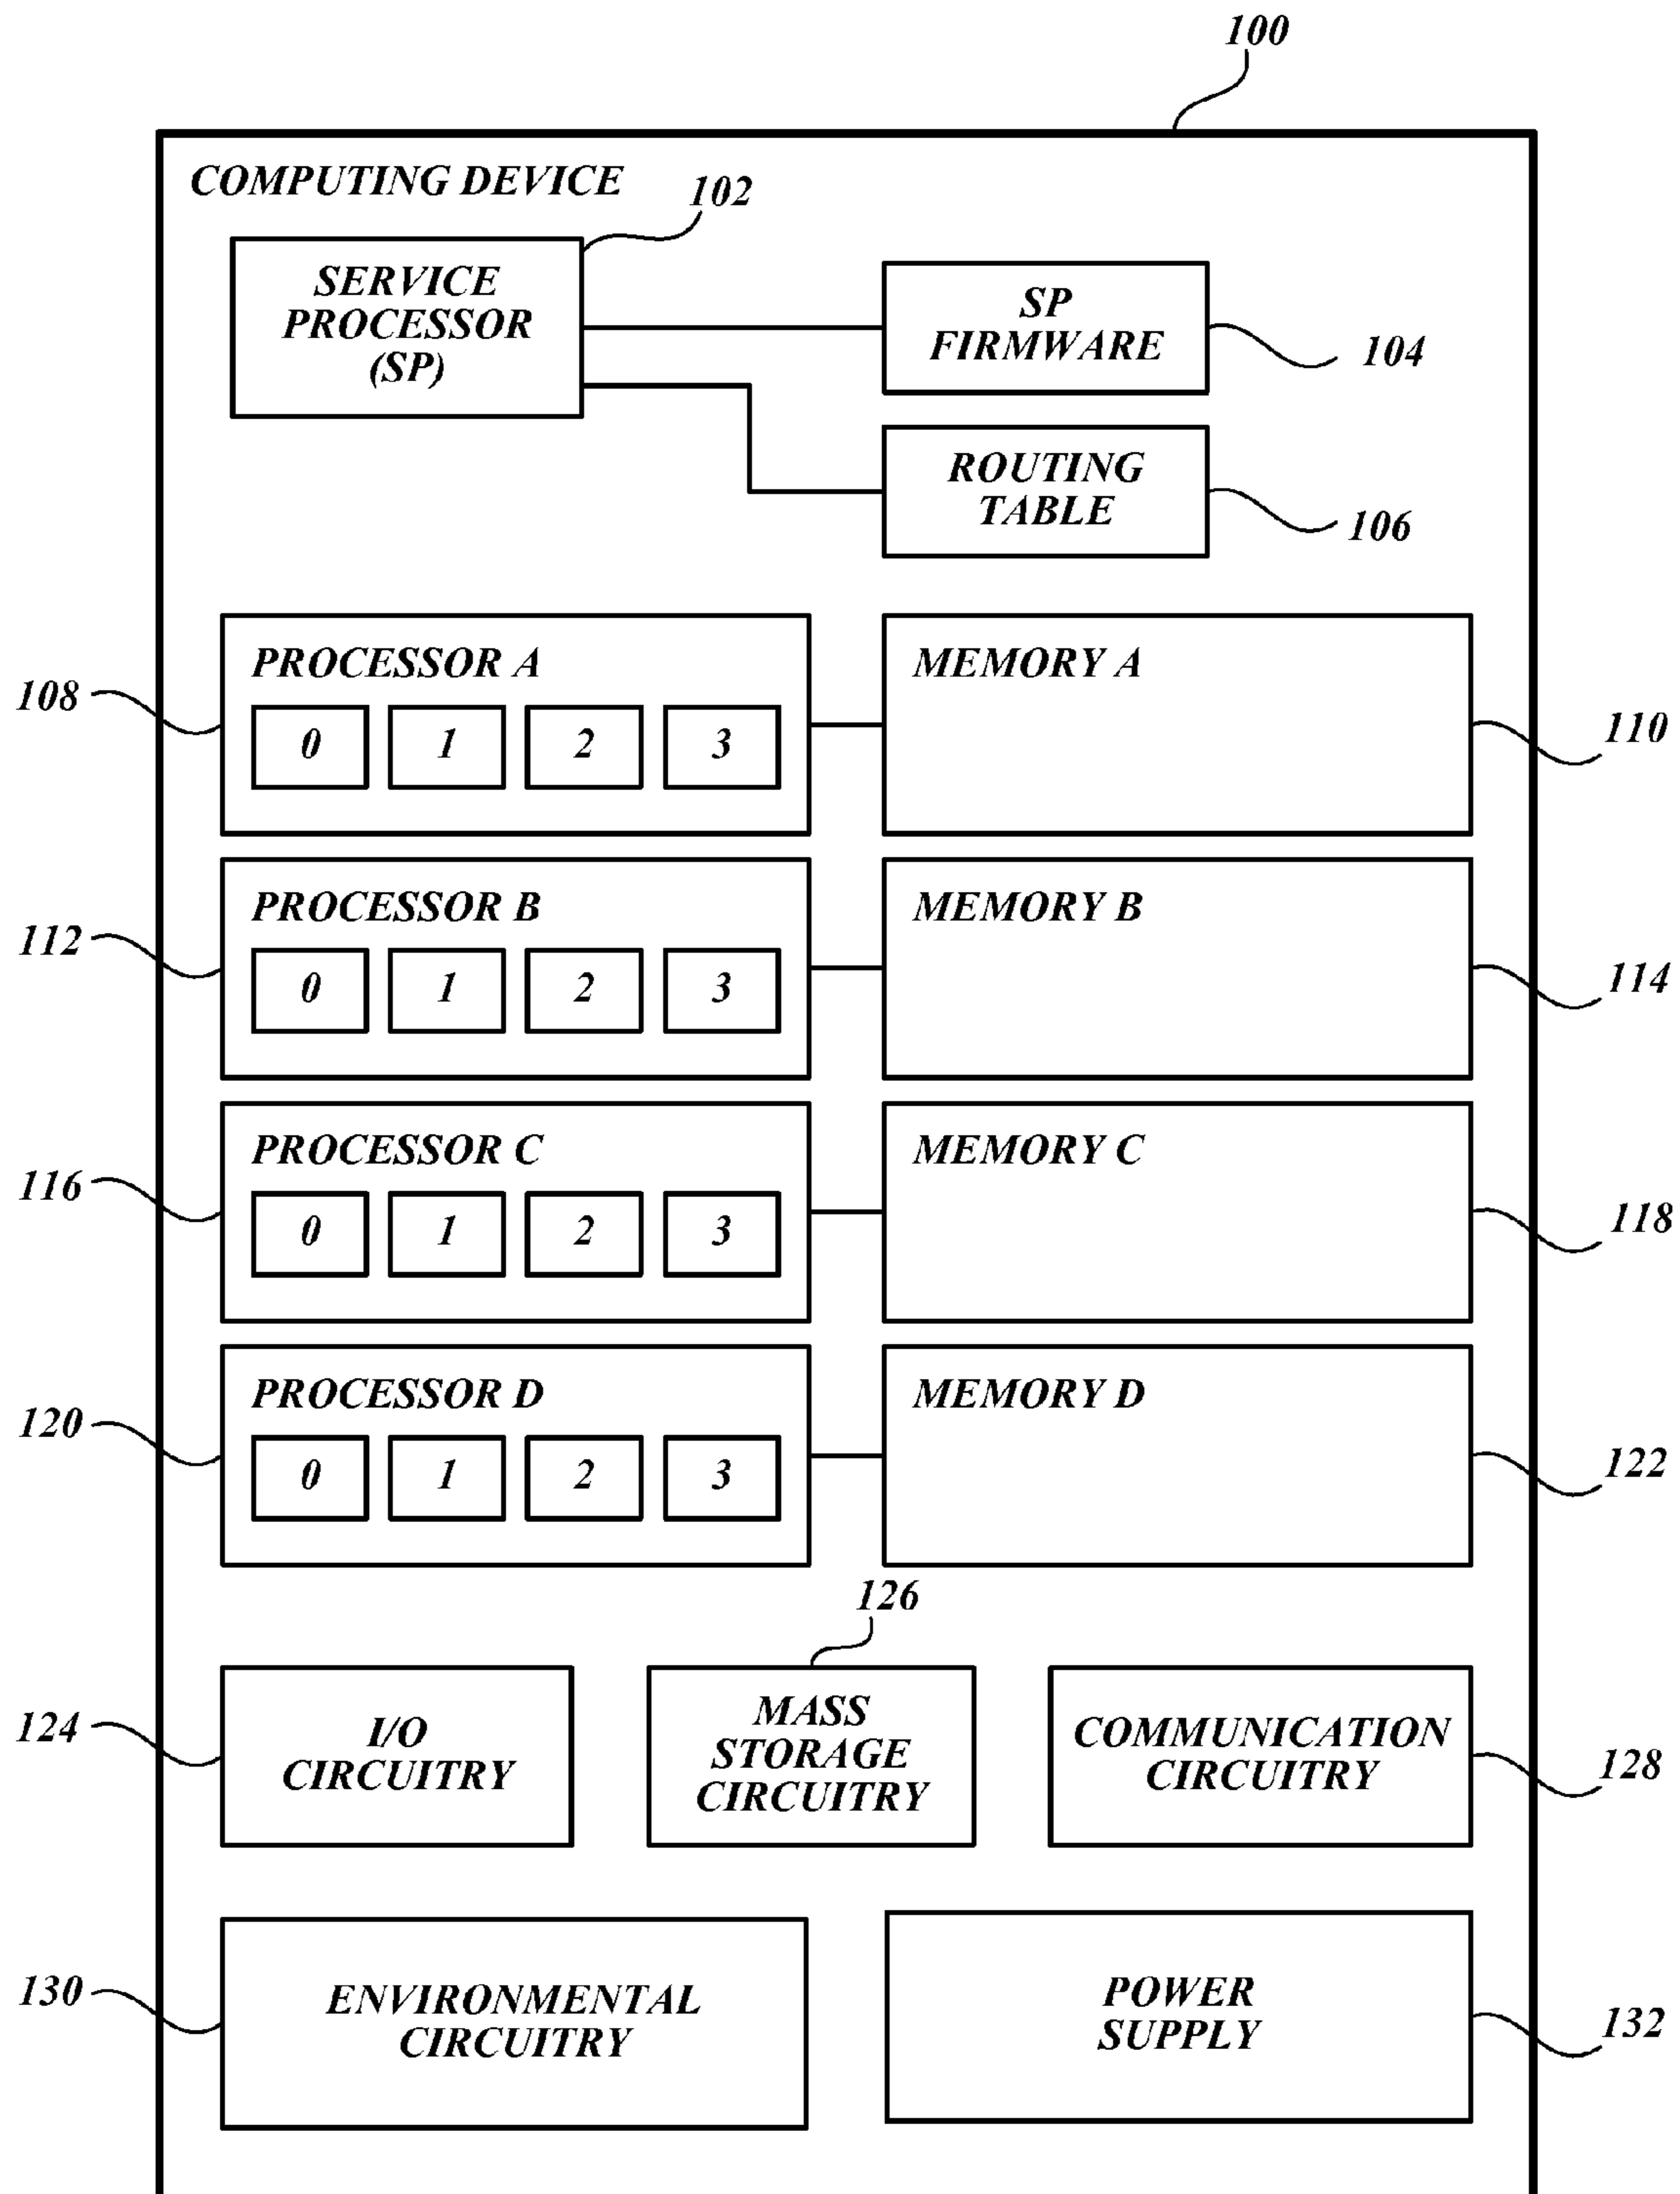 100
COMPUTING DEVICE
102
SERVICE
PROCESSOR
(SP)
SP
FIRMWARE
104
ROUTING
TABLE
106
PROCESSOR A
0 1 2 3
108
MEMORY A
110
PROCESSOR B
0 1 2 3
112
MEMORY B
114
PROCESSOR C
0 1 2 3
116
MEMORY C
118
PROCESSOR D
0 1 2 3
120
MEMORY D
122
126
124
I/O
CIRCUITRY
MASS
STORAGE
CIRCUITRY
COMMUNICATION
CIRCUITRY
128
130
ENVIRONMENTAL
CIRCUITRY
POWER
SUPPLY
132